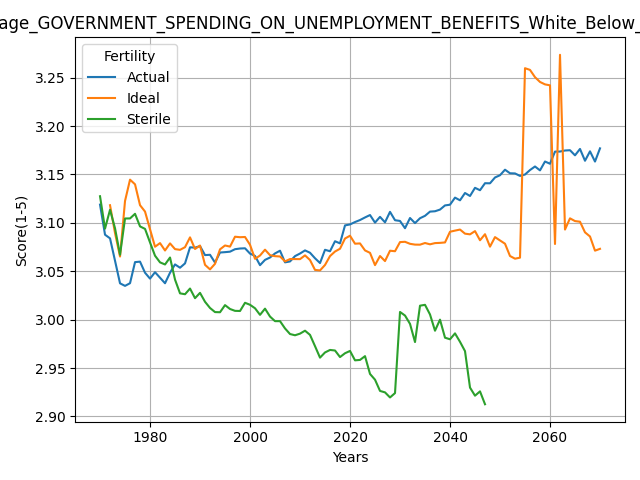 age_GOVERNMENT_SPENDING_ON_UNEMPLOYMENT_BENEFITS_White_Below_
Fertility
Actual
Ideal
Sterile
Score(1-5)
3.25
3.20
3.15
3.10
3.05
3.00
2.95
2.90
1980 2000 2020 2040 2060
Years